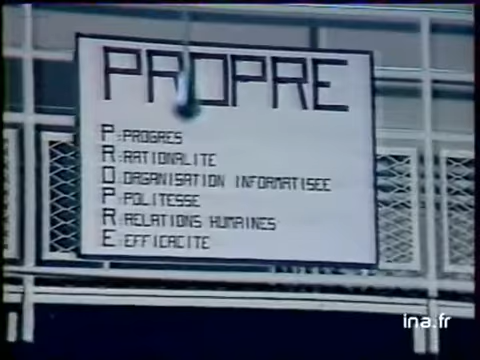 PROPRE
P:PROGRES
R:RATIONALITE
O:ORGANISATION INFORMATISEE
P:POLITESSE
R:RELATIONS HUMAINES
E:EFFICACITE
ina.fr